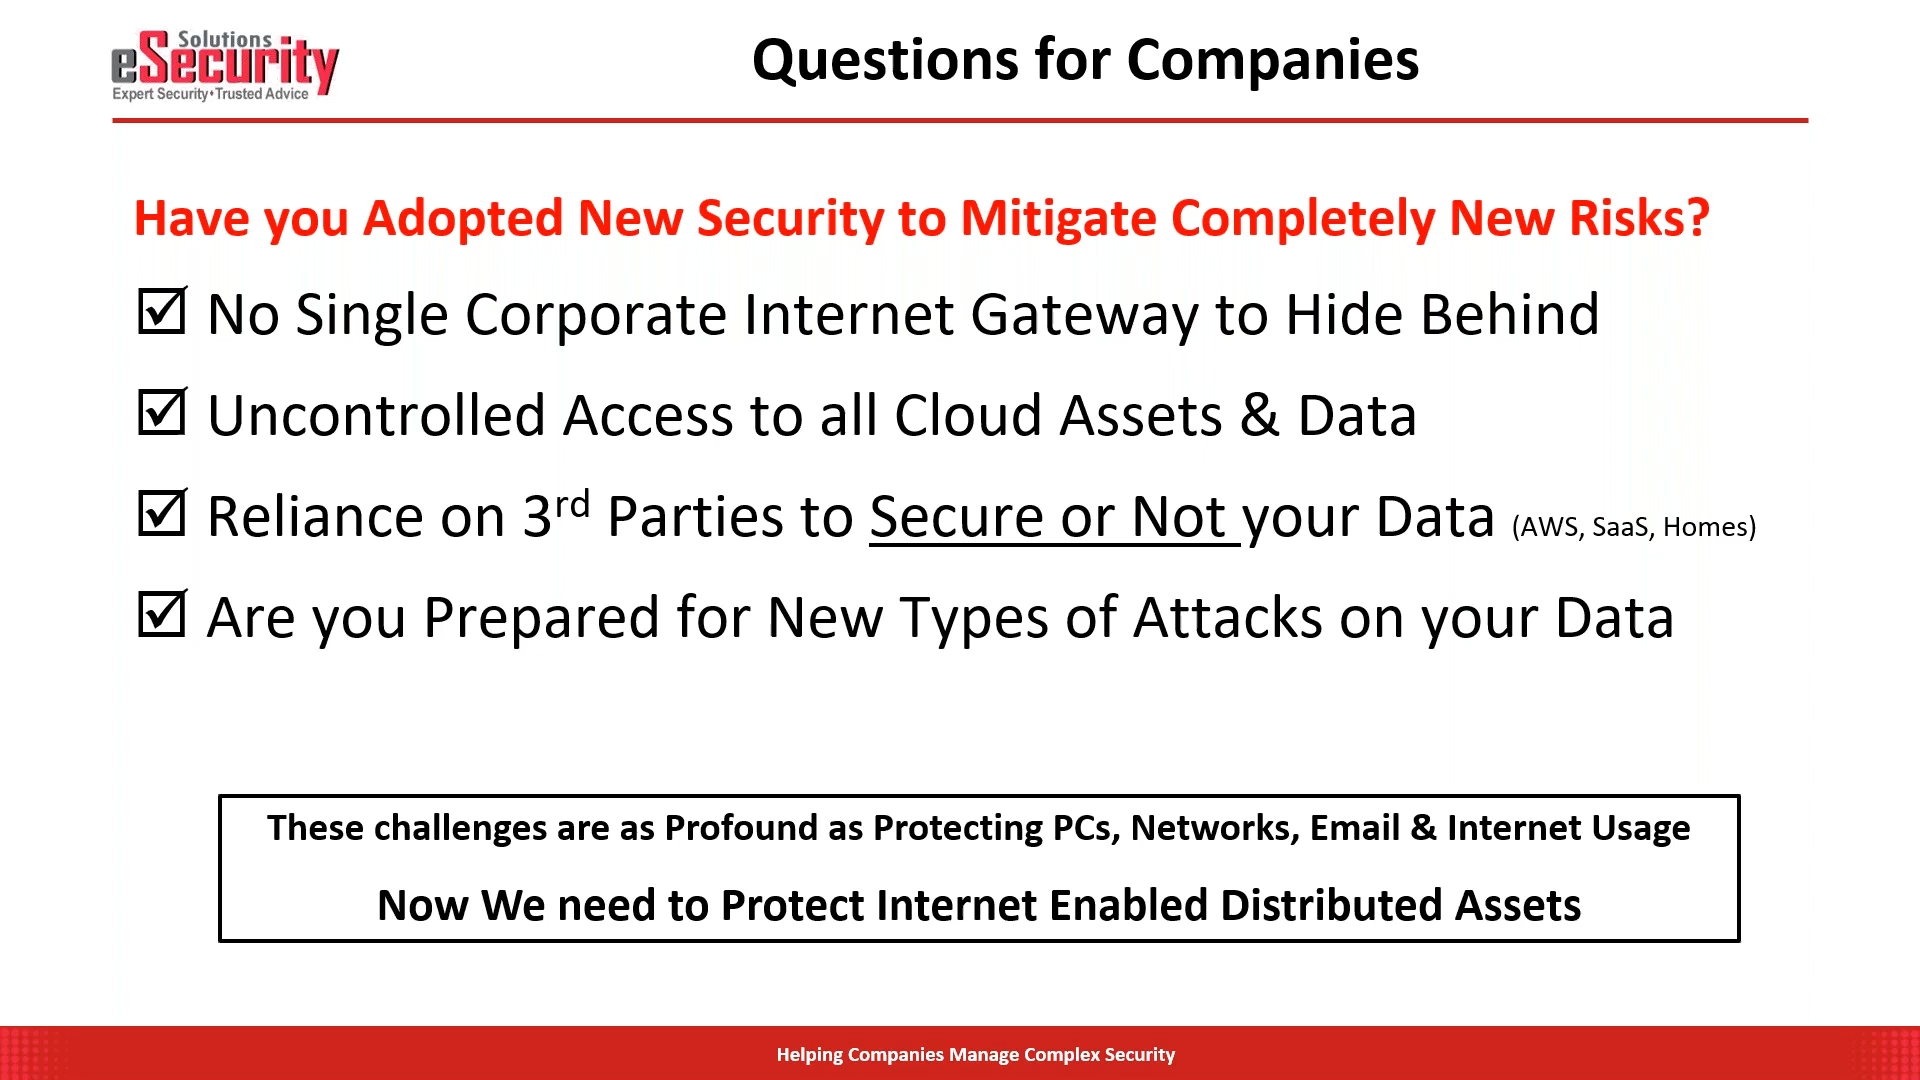 Solutions
eSecurity
Expert Security•Trusted Advice
Questions for Companies
Have you Adopted New Security to Mitigate Completely New Risks?
☑ No Single Corporate Internet Gateway to Hide Behind
☑ Uncontrolled Access to all Cloud Assets & Data
☑ Reliance on 3rd Parties to Secure or Not your Data (AWS, SaaS, Homes)
☑ Are you Prepared for New Types of Attacks on your Data
These challenges are as Profound as Protecting PCs, Networks, Email & Internet Usage
Now We need to Protect Internet Enabled Distributed Assets
Helping Companies Manage Complex Security